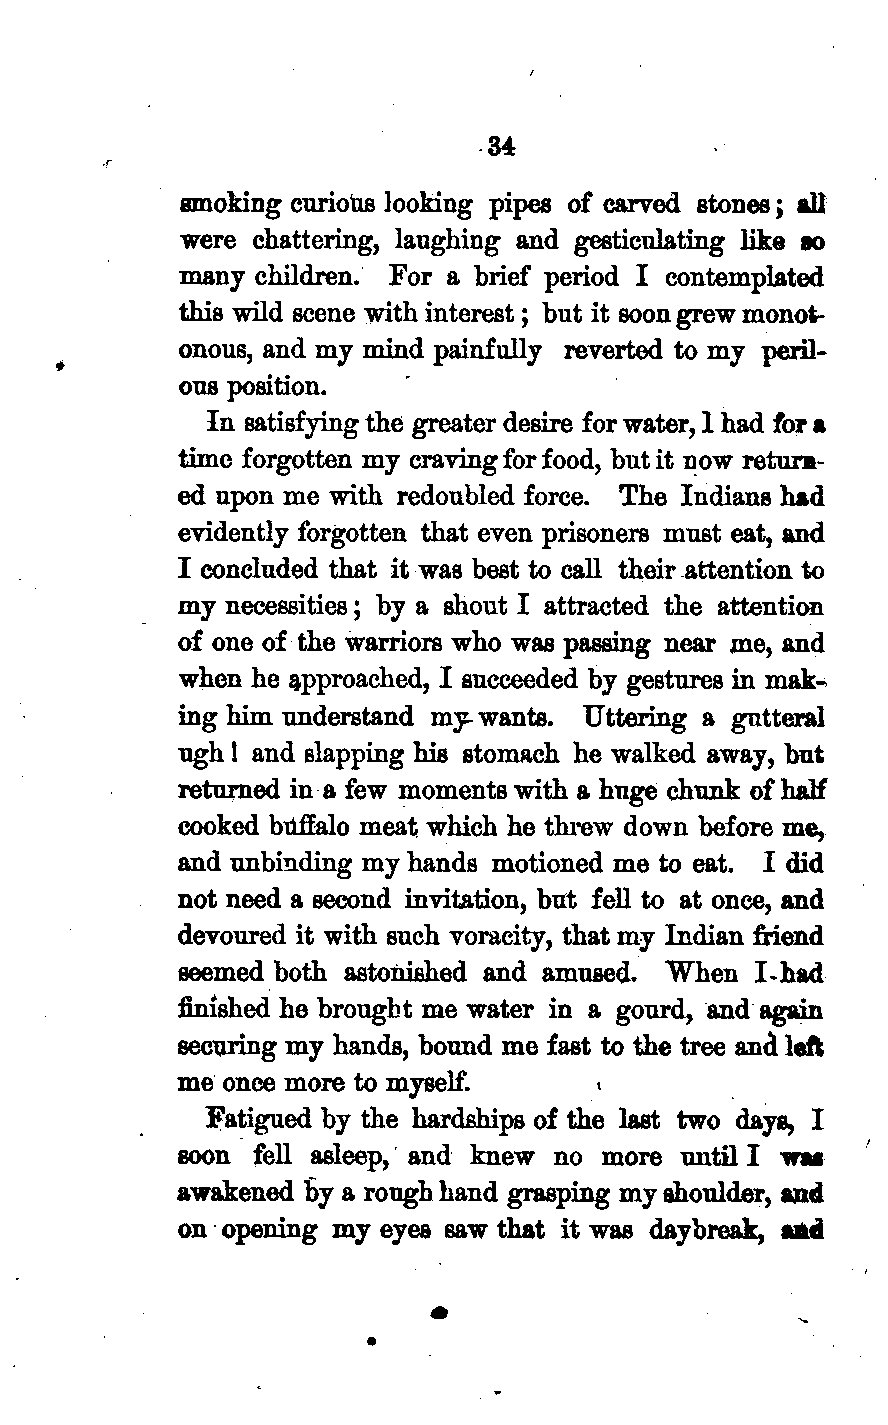 34
smoking curious looking pipes of carved stones; all
were chattering, laughing and gesticulating like so
many children. For a brief period I contemplated
this wild scene with interest; but it soon grew monot-
onous, and my mind painfully reverted to my peril-
ous position.
In satisfying the greater desire for water, I had for a
time forgotten my craving for food, but it now return-
ed upon me with redoubled force. The Indians had
evidently forgotten that even prisoners must eat, and
I concluded that it was best to call their attention to
my necessities; by a shout I attracted the attention
of one of the warriors who was passing near me, and
when he approached, I succeeded by gestures in mak-
ing him understand my wants. Uttering a gutteral
ugh! and slapping his stomach he walked away, but
returned in a few moments with a huge chunk of half
cooked buffalo meat which he threw down before me,
and unbinding my hands motioned me to eat. I did
not need a second invitation, but fell to at once, and
devoured it with such voracity, that my Indian friend
seemed both astonished and amused. When I had
finished he brought me water in a gourd, and again
securing my hands, bound me fast to the tree and left
me once more to myself.
Fatigued by the hardships of the last two days, I
soon fell asleep, and knew no more until I was
awakened by a rough hand grasping my shoulder, and
on opening my eyes saw that it was daybreak, and